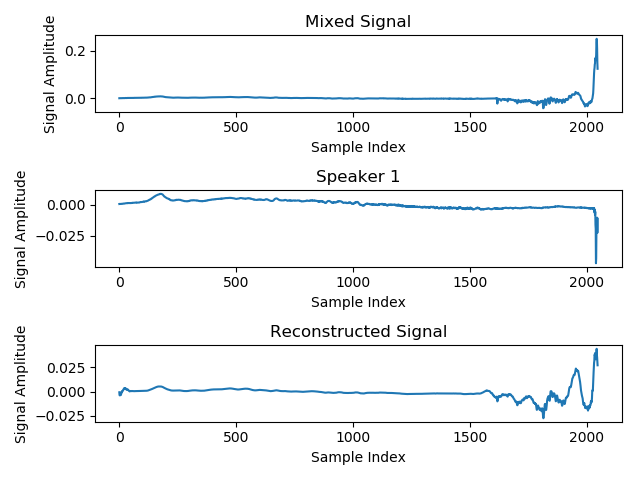 Mixed Signal
Signal Amplitude
0.2
0.0
0 500 1000 1500 2000
Sample Index
Speaker 1
Signal Amplitude
0.000
−0.025
0 500 1000 1500 2000
Sample Index
Reconstructed Signal
Signal Amplitude
0.025
0.000
−0.025
0 500 1000 1500 2000
Sample Index